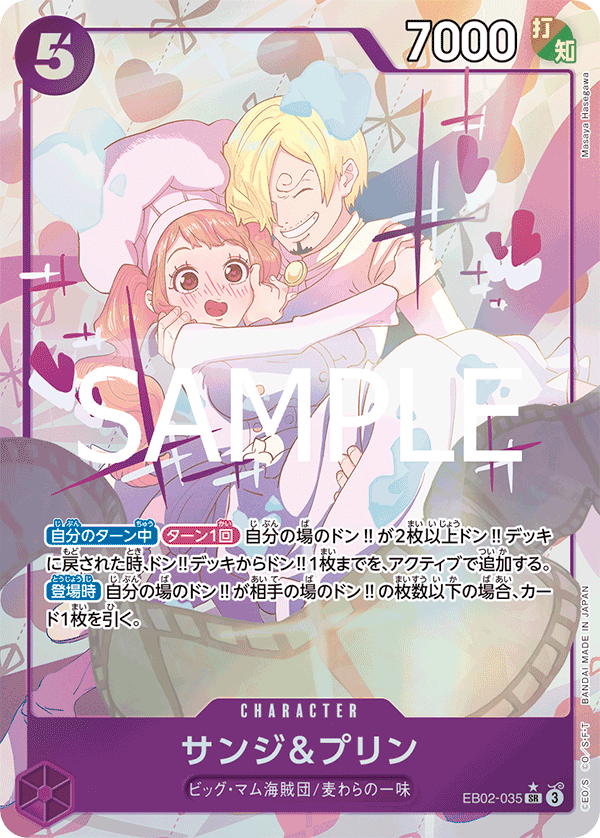 5
7000
打
知
Masaya Hasegawa
SAMPLE
自分のターン中 ターン1回 自分の場のドン!!が2枚以上ドン!!デッキ
に戻された時、ドン!!デッキからドン!!1枚までを、アクティブで追加する。
登場時 自分の場のドン!!が相手の場のドン!!の枚数以下の場合、カー
ド1枚を引く。
CHARACTER
サンジ&プリン
ビッグ・マム海賊団/麦わらの一味
EB02-035 SR 3
©E.O/S ©O/S・F・T BANDAI MADE IN JAPAN